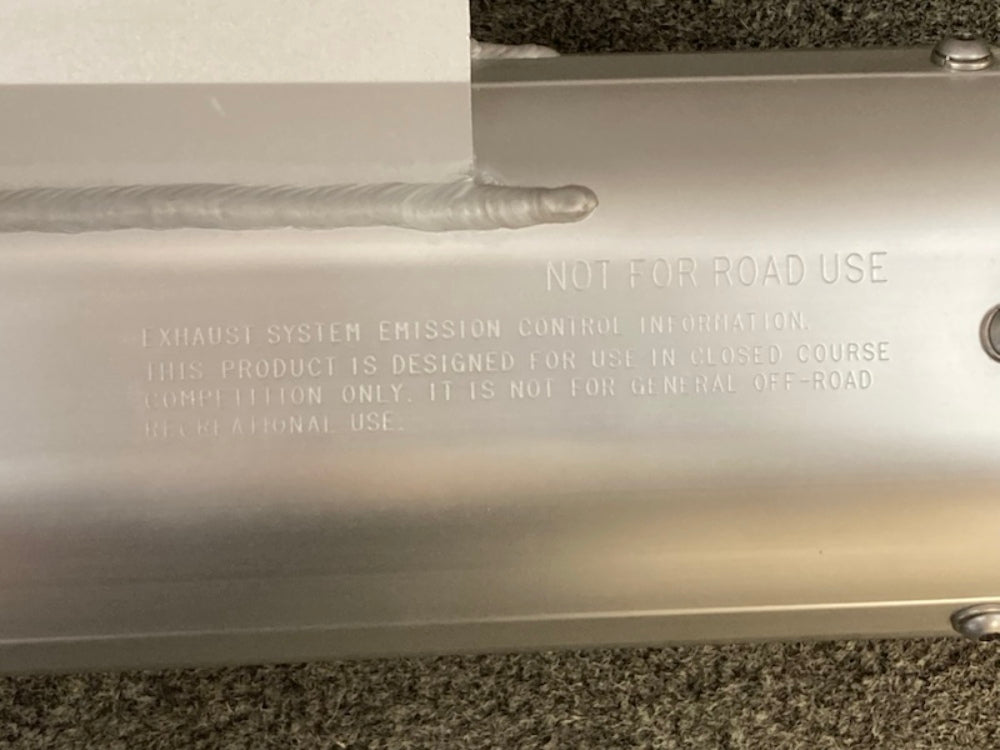 NOT FOR ROAD USE
EXHAUST SYSTEM EMISSION CONTROL INFORMATION.
THIS PRODUCT IS DESIGNED FOR USE IN CLOSED COURSE
COMPETITION ONLY. IT IS NOT FOR GENERAL OFF-ROAD
RECREATIONAL USE.